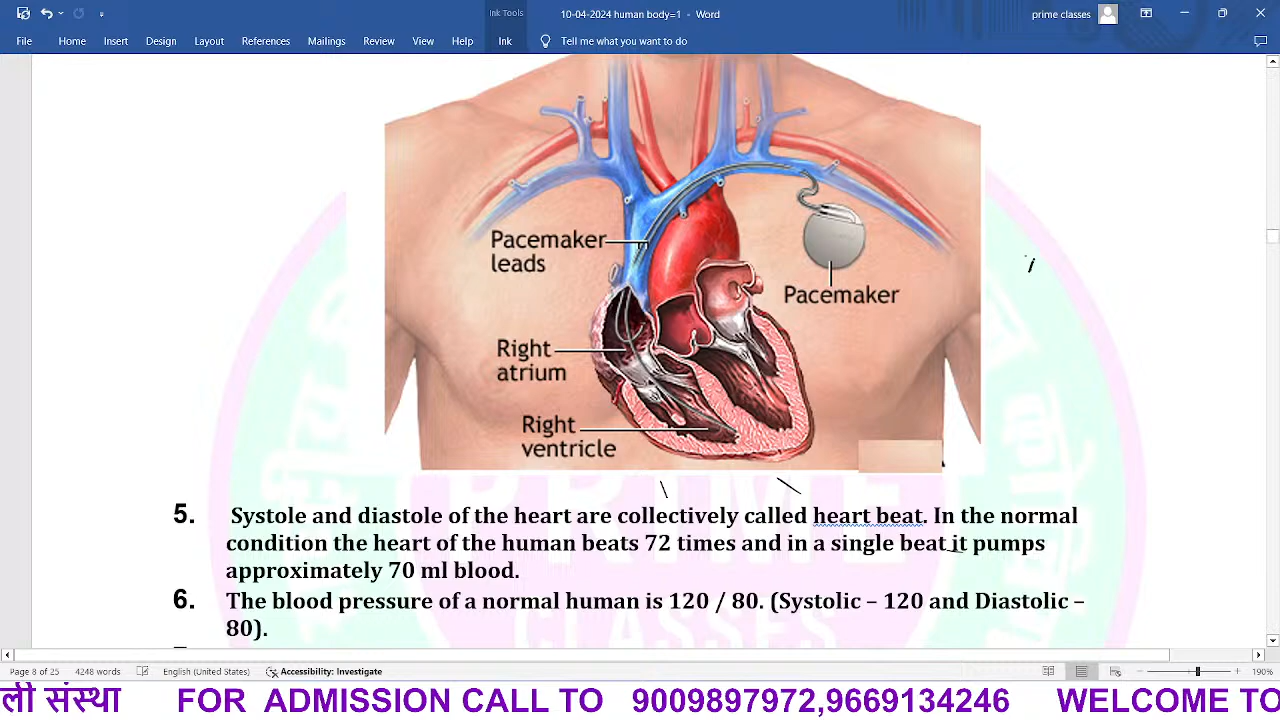 Ink Tools
10-04-2024 human body=1 - Word
prime classes
File Home Insert Design Layout References Mailings Review View Help Ink Tell me what you want to do
Pacemaker
leads
Pacemaker
Right
atrium
Right
ventricle
PRIME
CLASSES
5. Systole and diastole of the heart are collectively called heart beat. In the normal
condition the heart of the human beats 72 times and in a single beat it pumps
approximately 70 ml blood.
6. The blood pressure of a normal human is 120 / 80. (Systolic – 120 and Diastolic –
80).
Page 8 of 25 4248 words English (United States) Accessibility: Investigate 190%
ली संस्था FOR ADMISSION CALL TO 9009897972,9669134246 WELCOME TO